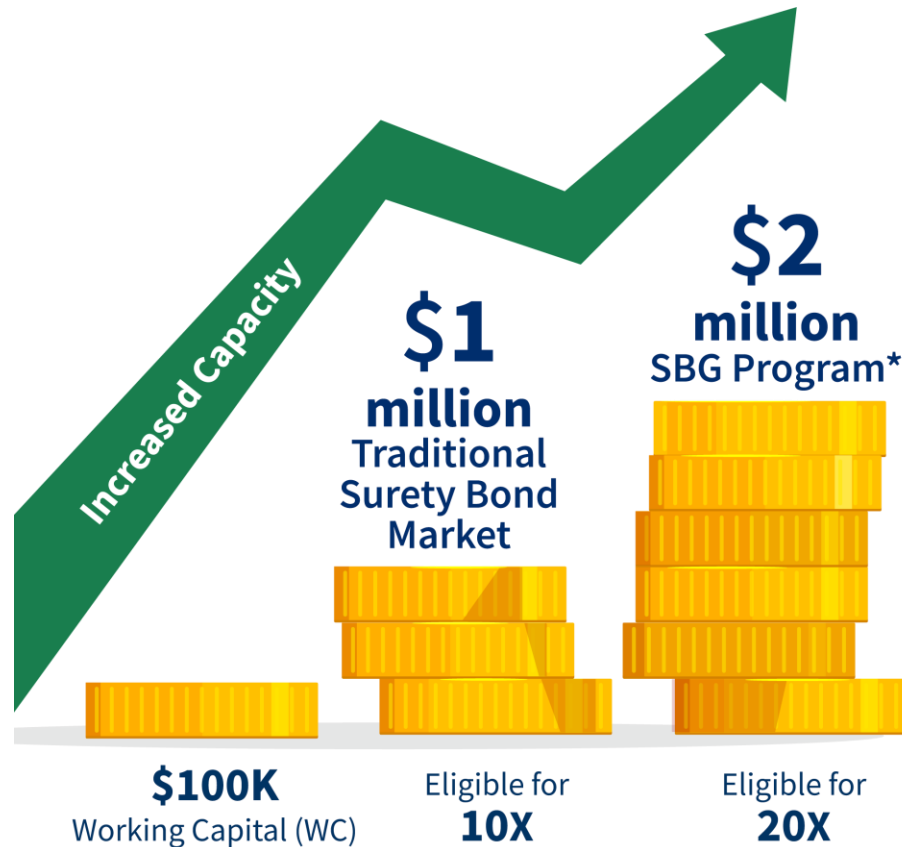 Increased Capacity
$1
million
Traditional
Surety Bond
Market
$2
million
SBG Program*
$100K
Working Capital (WC)
Eligible for
10X
Eligible for
20X